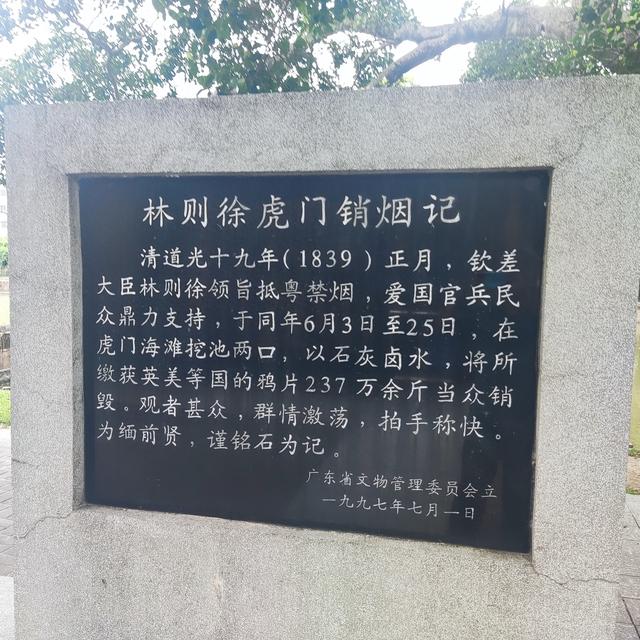 林则徐虎门销烟记
清道光十九年(1839)正月，钦差
大臣林则徐领旨抵粤禁烟，爱国官兵民
众鼎力支持，于同年6月3日至25日，在
虎门海滩挖池两口，以石灰卤水，将所
缴获英美等国的鸦片237万余斤当众销
毁。观者甚众，群情激荡，拍手称快。
为缅前贤，谨铭石为记。
广东省文物管理委员会立
一九九七年七月一日